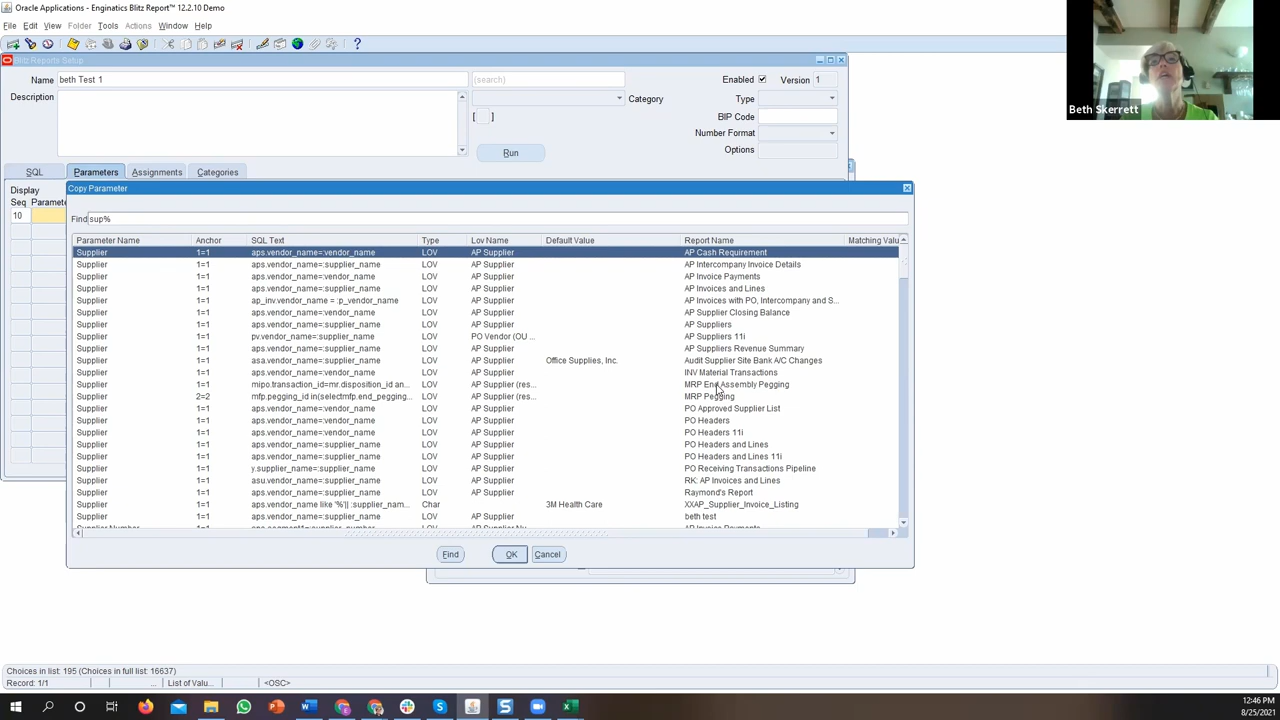 Oracle Applications - Enginatics Blitz Report™ 12.2.10 Demo
File Edit View Folder Tools Actions Window Help
Blitz Reports Setup
Name beth Test 1 (search) Enabled Version 1
Description Category Type
[ ] BIP Code
Number Format
Run Options
SQL Parameters Assignments Categories
Display
Seq
10
Copy Parameter
Find sup%
Parameter Name Anchor SQL Text Type Lov Name Default Value Report Name
Supplier 1=1 aps.vendor_name=:vendor_name LOV AP Supplier AP Cash Requirement
Supplier 1=1 aps.vendor_name=:supplier_name LOV AP Supplier AP Intercompany Invoice Details
Supplier 1=1 aps.vendor_name=:vendor_name LOV AP Supplier AP Invoice Payments
Supplier 1=1 aps.vendor_name=:supplier_name LOV AP Supplier AP Invoices and Lines
Supplier 1=1 ap_inv.vendor_name = :p_vendor_name LOV AP Supplier AP Invoices with PO, Intercompany and S...
Supplier 1=1 aps.vendor_name=:vendor_name LOV AP Supplier AP Supplier Closing Balance
Supplier 1=1 aps.vendor_name=:supplier_name LOV AP Supplier AP Suppliers
Supplier 1=1 pv.vendor_name=:supplier_name LOV PO Vendor (OU ... AP Suppliers 11i
Supplier 1=1 aps.vendor_name=:supplier_name LOV AP Supplier AP Suppliers Revenue Summary
Supplier 1=1 asa.vendor_name=:supplier_name LOV AP Supplier Office Supplies, Inc. Audit Supplier Site Bank A/C Changes
Supplier 1=1 aps.vendor_name=:vendor_name LOV AP Supplier INV Material Transactions
Supplier 1=1 mipo.transaction_id=mr.disposition_id an... LOV AP Supplier (res... MRP End Assembly Pegging
Supplier 2=2 mfp.pegging_id in(selectmfp.end_pegging... LOV AP Supplier (res... MRP Pegging
Supplier 1=1 aps.vendor_name=:vendor_name LOV AP Supplier PO Approved Supplier List
Supplier 1=1 aps.vendor_name=:vendor_name LOV AP Supplier PO Headers
Supplier 1=1 aps.vendor_name=:vendor_name LOV AP Supplier PO Headers 11i
Supplier 1=1 aps.vendor_name=:supplier_name LOV AP Supplier PO Headers and Lines
Supplier 1=1 aps.vendor_name=:supplier_name LOV AP Supplier PO Headers and Lines 11i
Supplier 1=1 y.supplier_name=:supplier_name LOV AP Supplier PO Receiving Transactions Pipeline
Supplier 1=1 asu.vendor_name=:supplier_name LOV AP Supplier RK: AP Invoices and Lines
Supplier 1=1 aps.vendor_name=:supplier_name LOV AP Supplier Raymond's Report
Supplier 1=1 aps.vendor_name like '%'|| :supplier_nam... Char 3M Health Care XXAP_Supplier_Invoice_Listing
Supplier 1=1 aps.vendor_name=:supplier_name LOV AP Supplier beth test
Find OK Cancel
Choices in list: 195 (Choices in full list: 16637)
Record: 1/1 ... List of Valu... <OSC>
Beth Skerrett
12:46 PM
8/25/2021